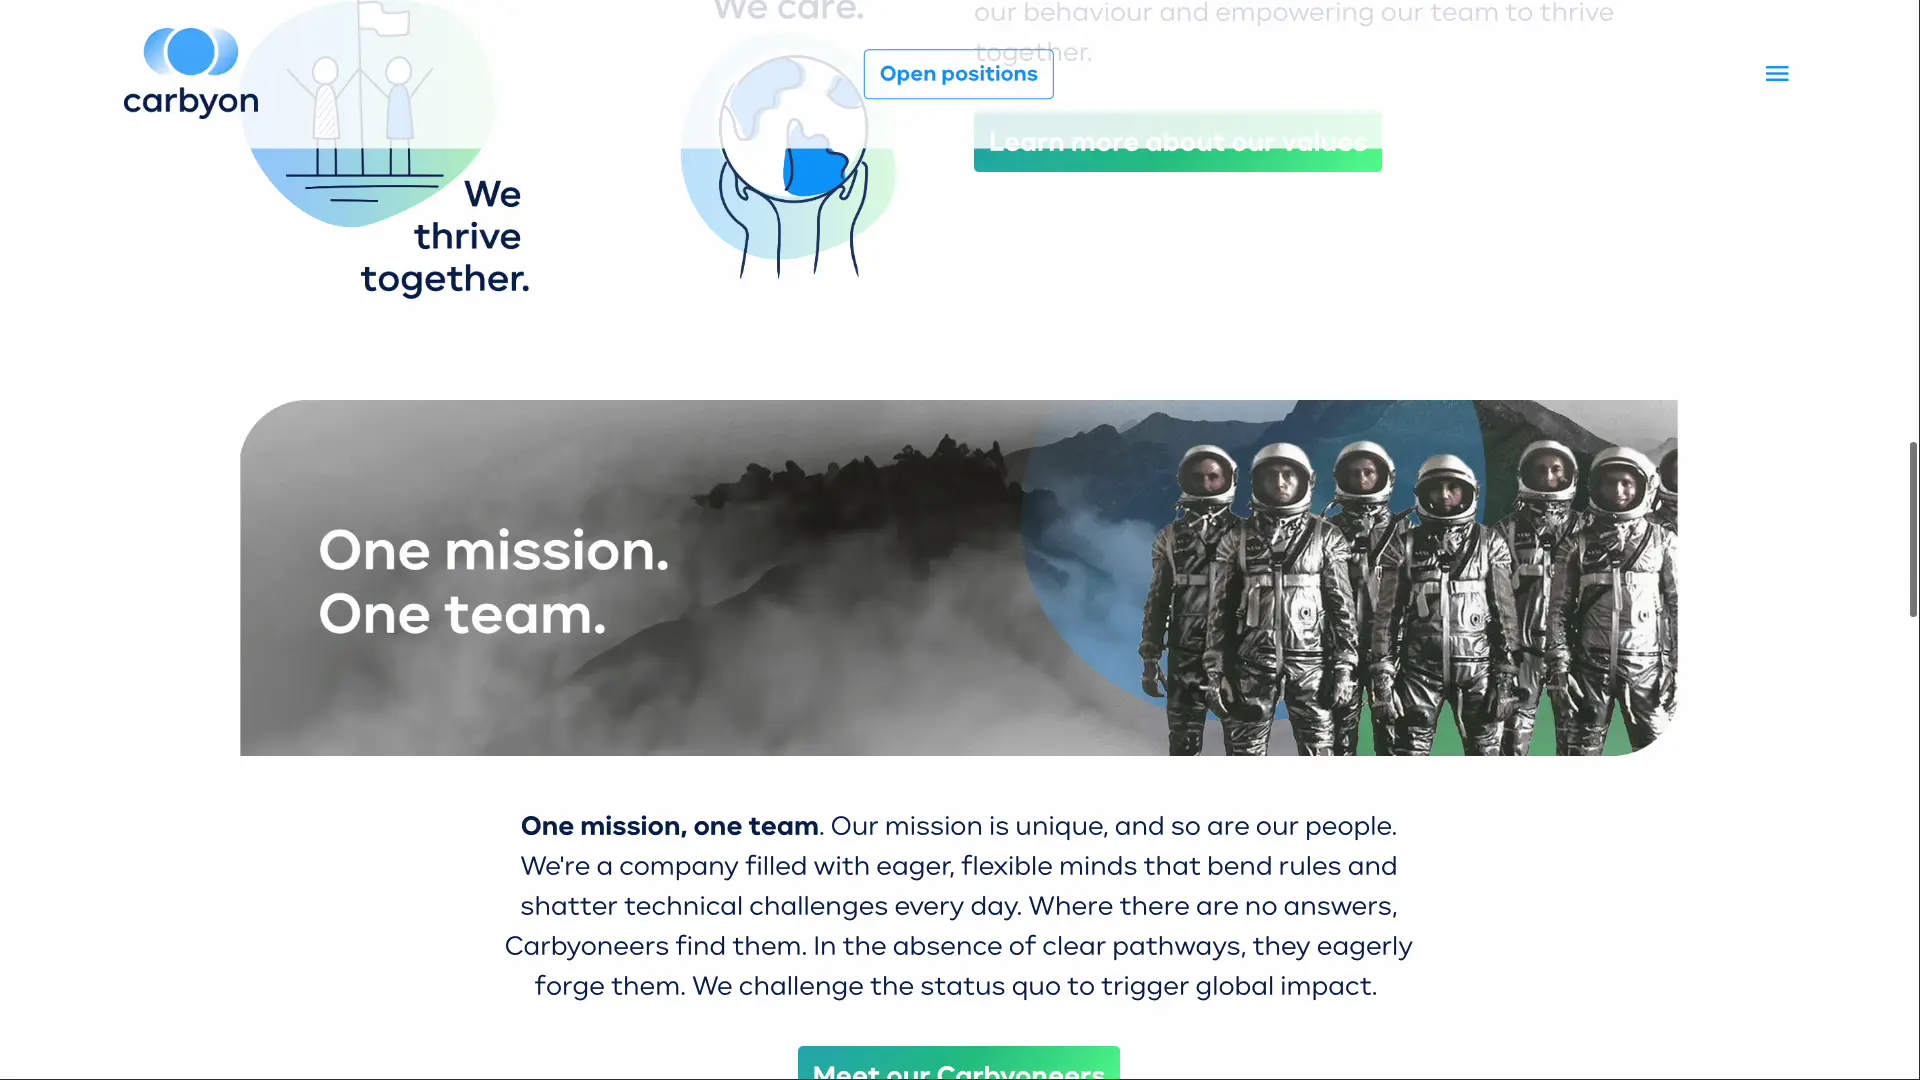 We care.
our behaviour and empowering our team to thrive
together.
carbyon
Open positions
Learn more about our values
We
thrive
together.
One mission.
One team.
One mission, one team. Our mission is unique, and so are our people.
We're a company filled with eager, flexible minds that bend rules and
shatter technical challenges every day. Where there are no answers,
Carbyoneers find them. In the absence of clear pathways, they eagerly
forge them. We challenge the status quo to trigger global impact.
Meet our Carbyoneers